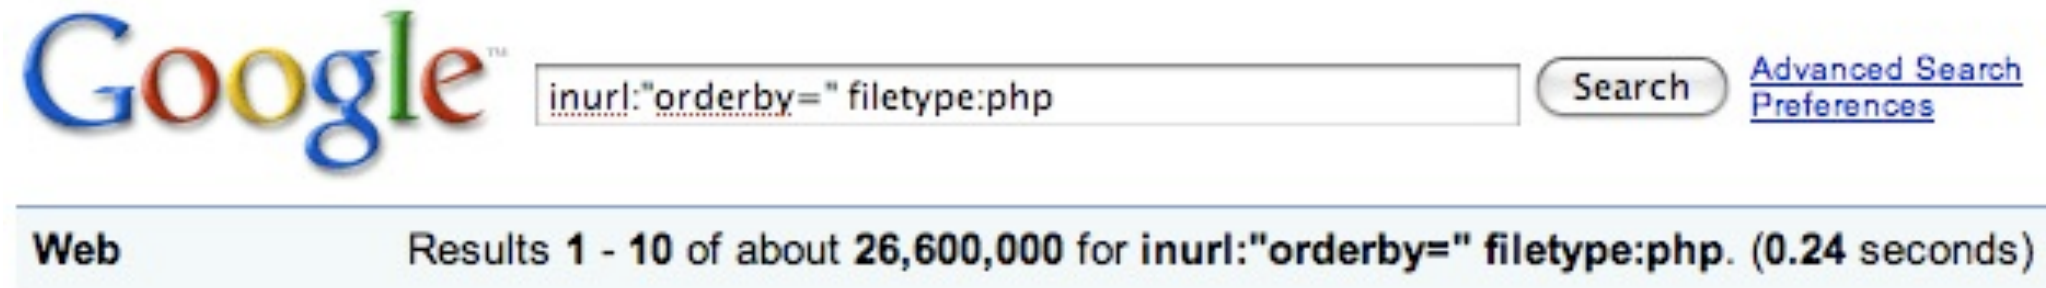 Google™ inurl:"orderby=" filetype:php Search Advanced Search
Preferences
Web Results 1 - 10 of about 26,600,000 for inurl:"orderby=" filetype:php. (0.24 seconds)